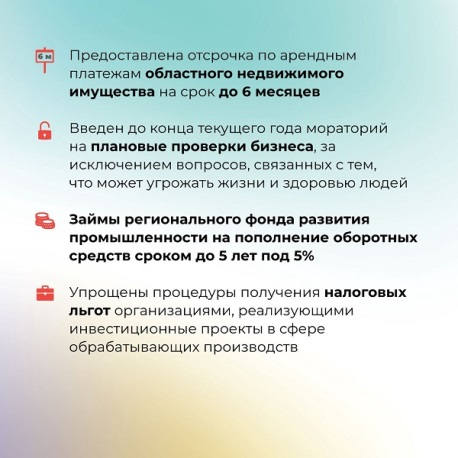 6 м
Предоставлена отсрочка по арендным
платежам областного недвижимого
имущества на срок до 6 месяцев
Введен до конца текущего года мораторий
на плановые проверки бизнеса, за
исключением вопросов, связанных с тем,
что может угрожать жизни и здоровью людей
Займы регионального фонда развития
промышленности на пополнение оборотных
средств сроком до 5 лет под 5%
Упрощены процедуры получения налоговых
льгот организациями, реализующими
инвестиционные проекты в сфере
обрабатывающих производств